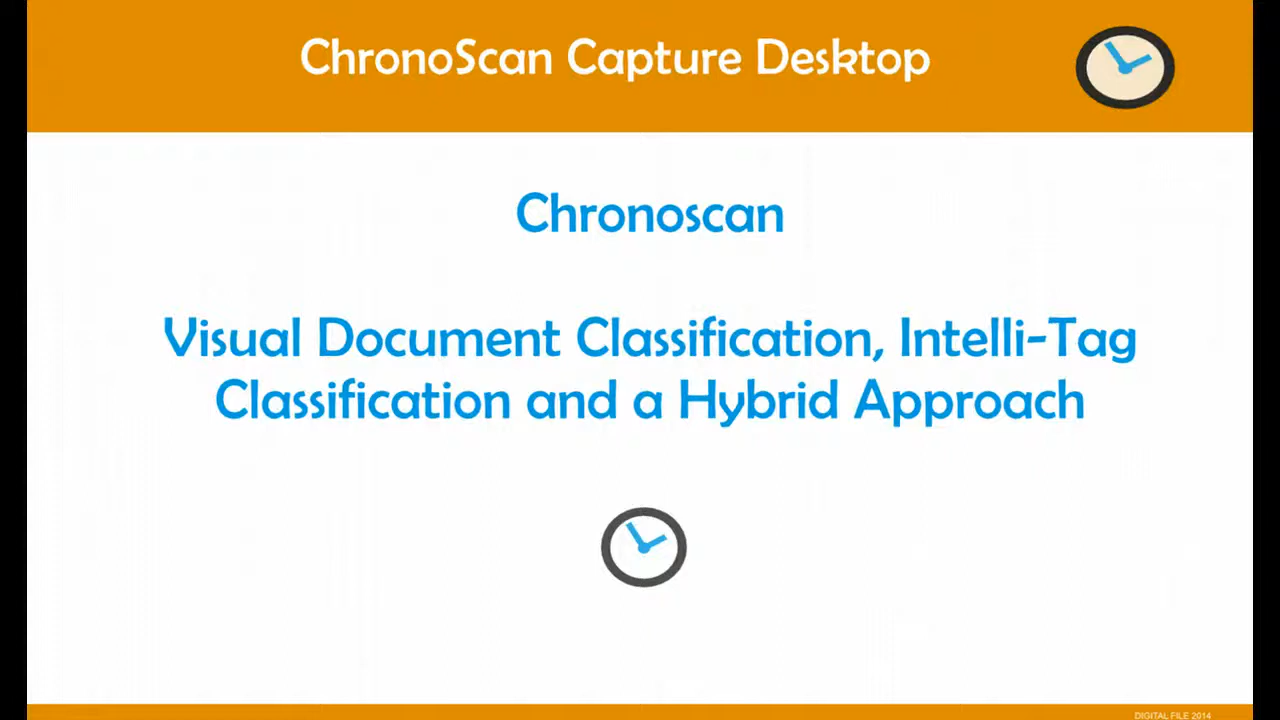 ChronoScan Capture Desktop
Chronoscan
Visual Document Classification, Intelli-Tag
Classification and a Hybrid Approach
DIGITAL FILE 2014